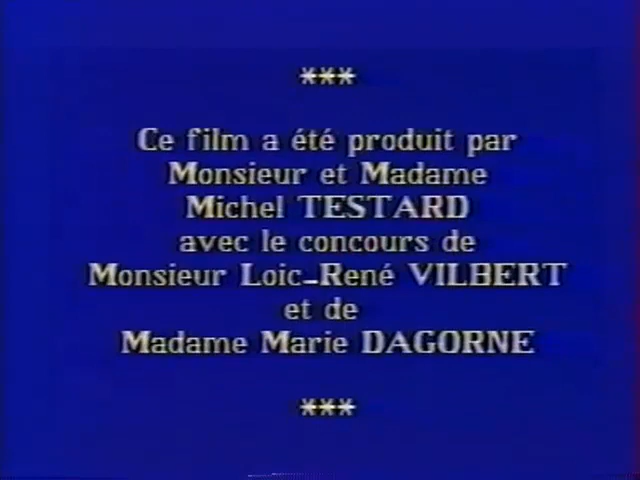 ***
Ce film a été produit par
Monsieur et Madame
Michel TESTARD
avec le concours de
Monsieur Loic-René VILBERT
et de
Madame Marie DAGORNE
***